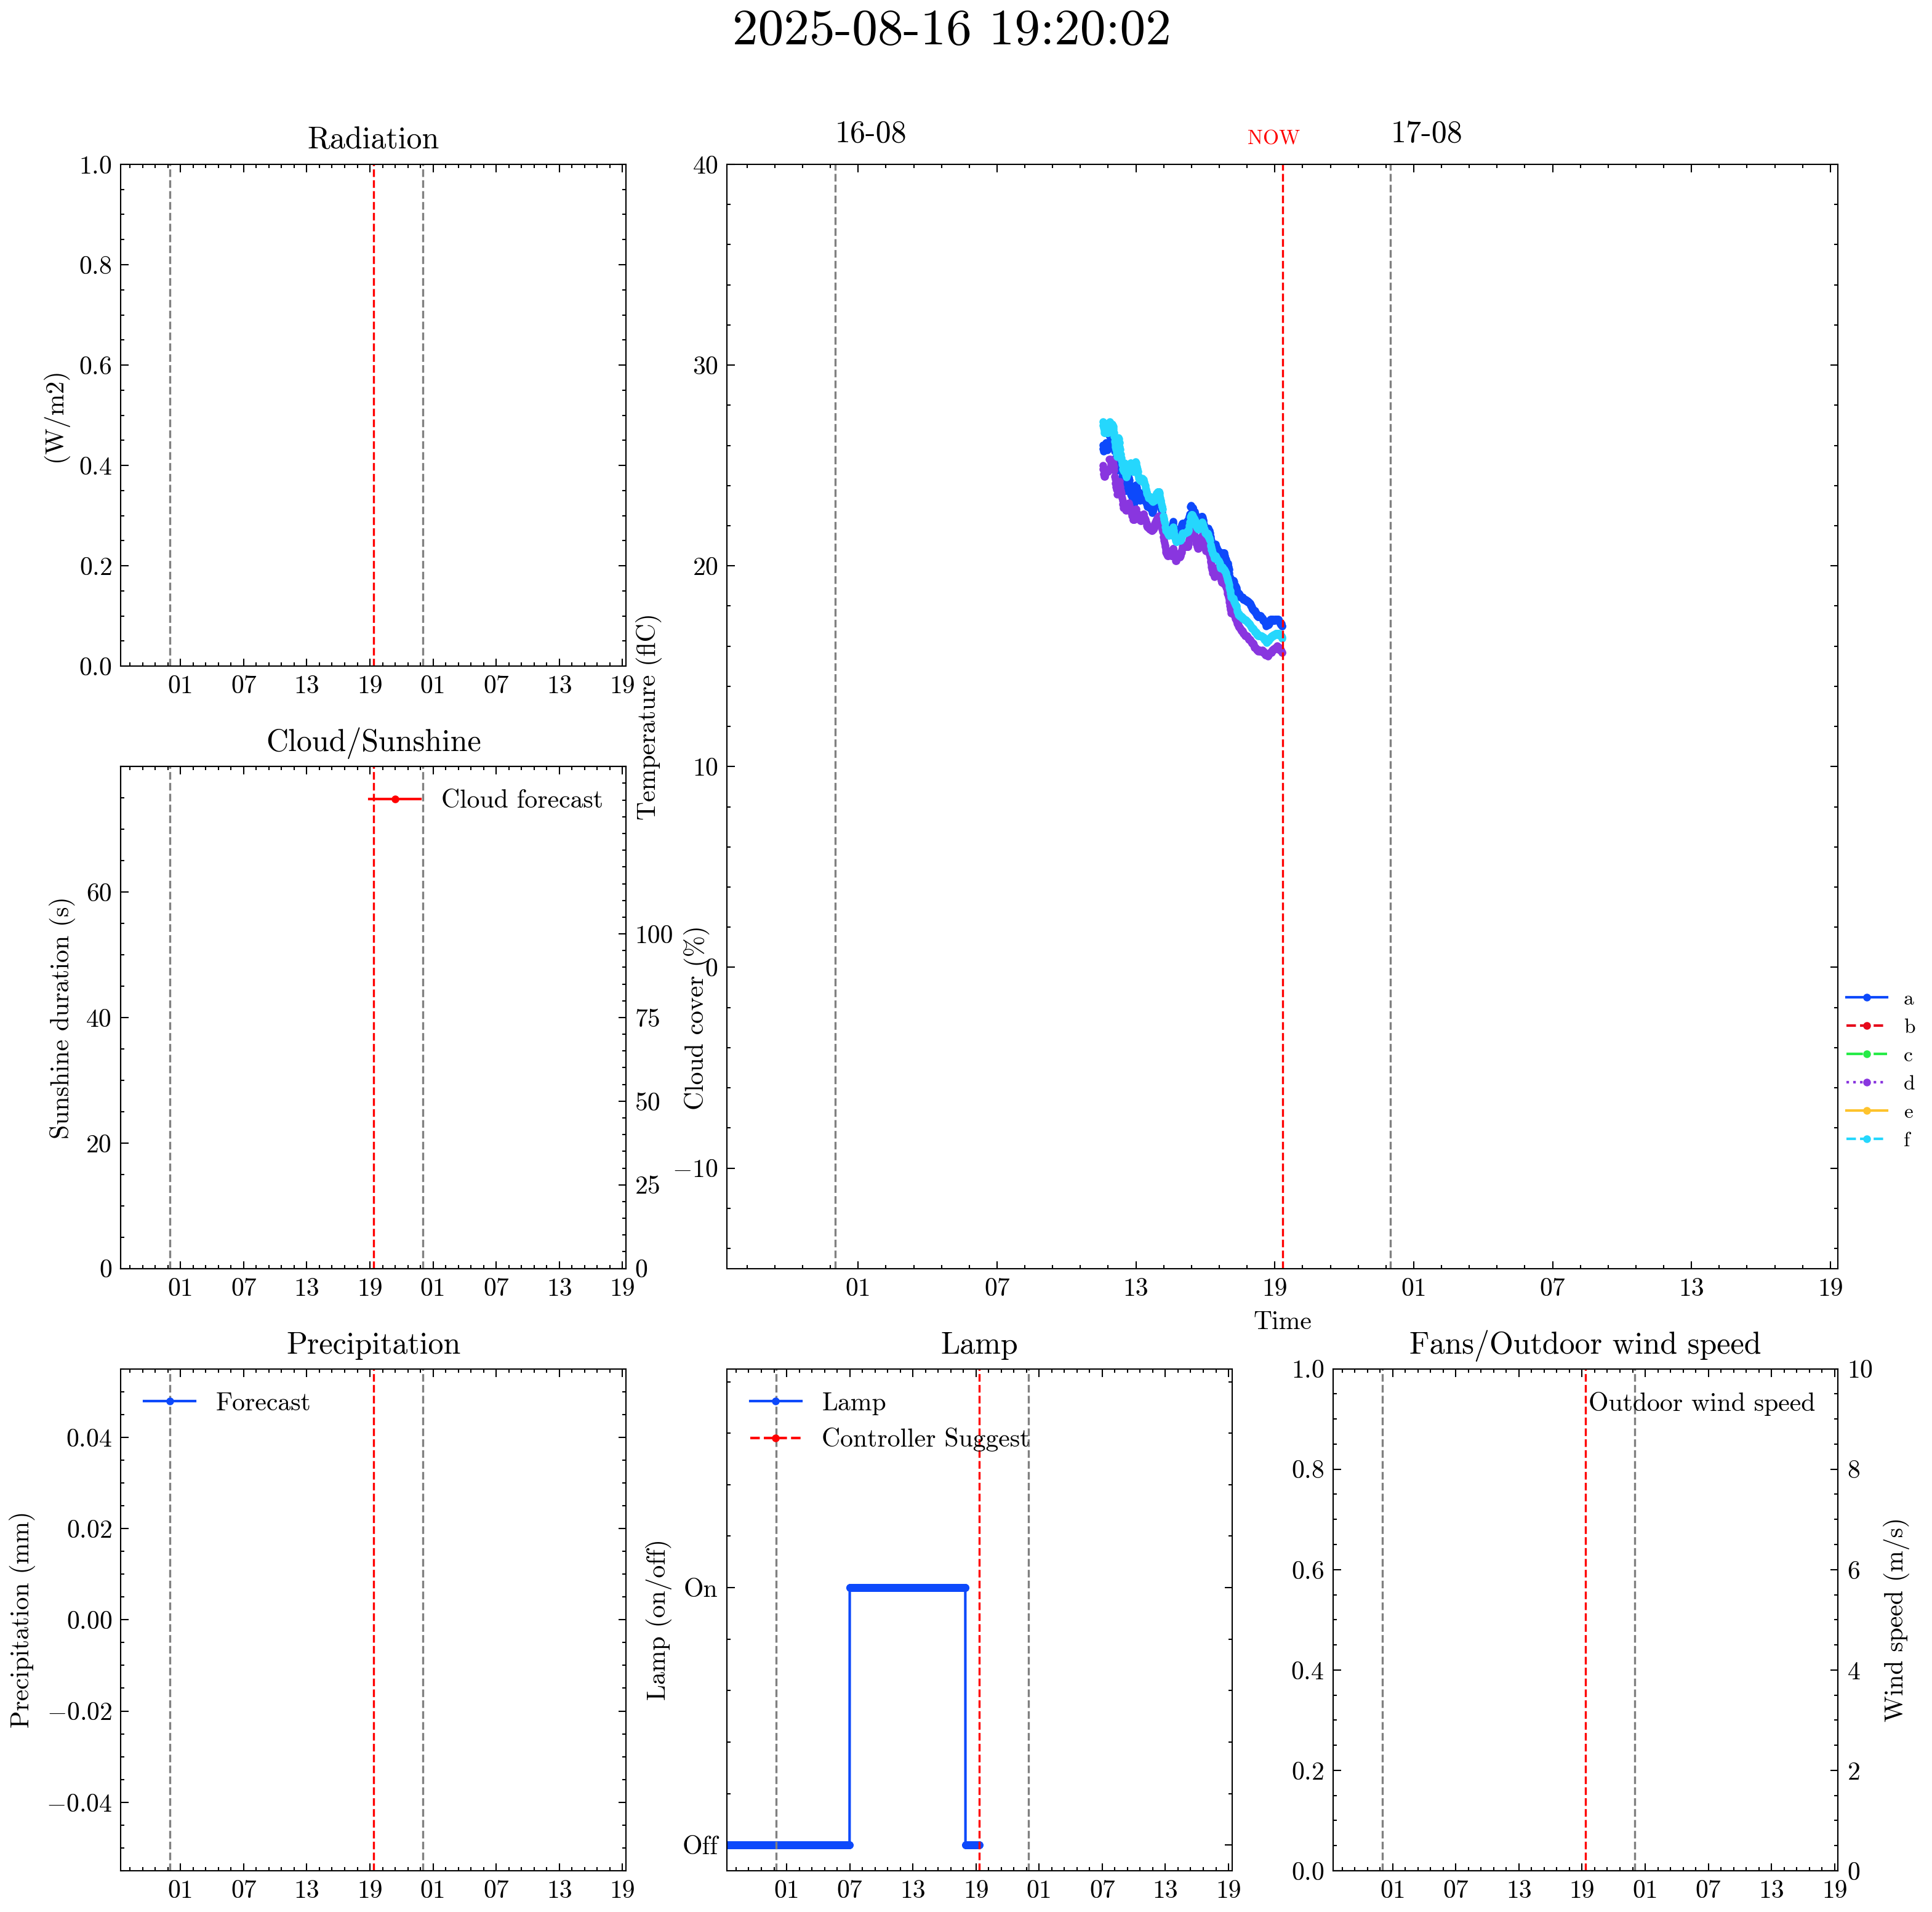 2025-08-16 19:20:02
Radiation
1.0
0.8
0.6
0.4
0.2
0.0
(W/m2)
01 07 13 19 01 07 13 19
16-08
NOW
17-08
40
30
20
10
0
−10
Temperature (flC)
01 07 13 19 01 07 13 19
Time
a
b
c
d
e
f
Cloud/Sunshine
Cloud forecast
60
40
20
0
Sunshine duration (s)
100
75
50
25
0
Cloud cover (%)
01 07 13 19 01 07 13 19
Precipitation
Forecast
0.04
0.02
0.00
−0.02
−0.04
Precipitation (mm)
01 07 13 19 01 07 13 19
Lamp
Lamp
Controller Suggest
On
Off
Lamp (on/off)
01 07 13 19 01 07 13 19
Fans/Outdoor wind speed
Outdoor wind speed
1.0
0.8
0.6
0.4
0.2
0.0
10
8
6
4
2
0
Wind speed (m/s)
01 07 13 19 01 07 13 19